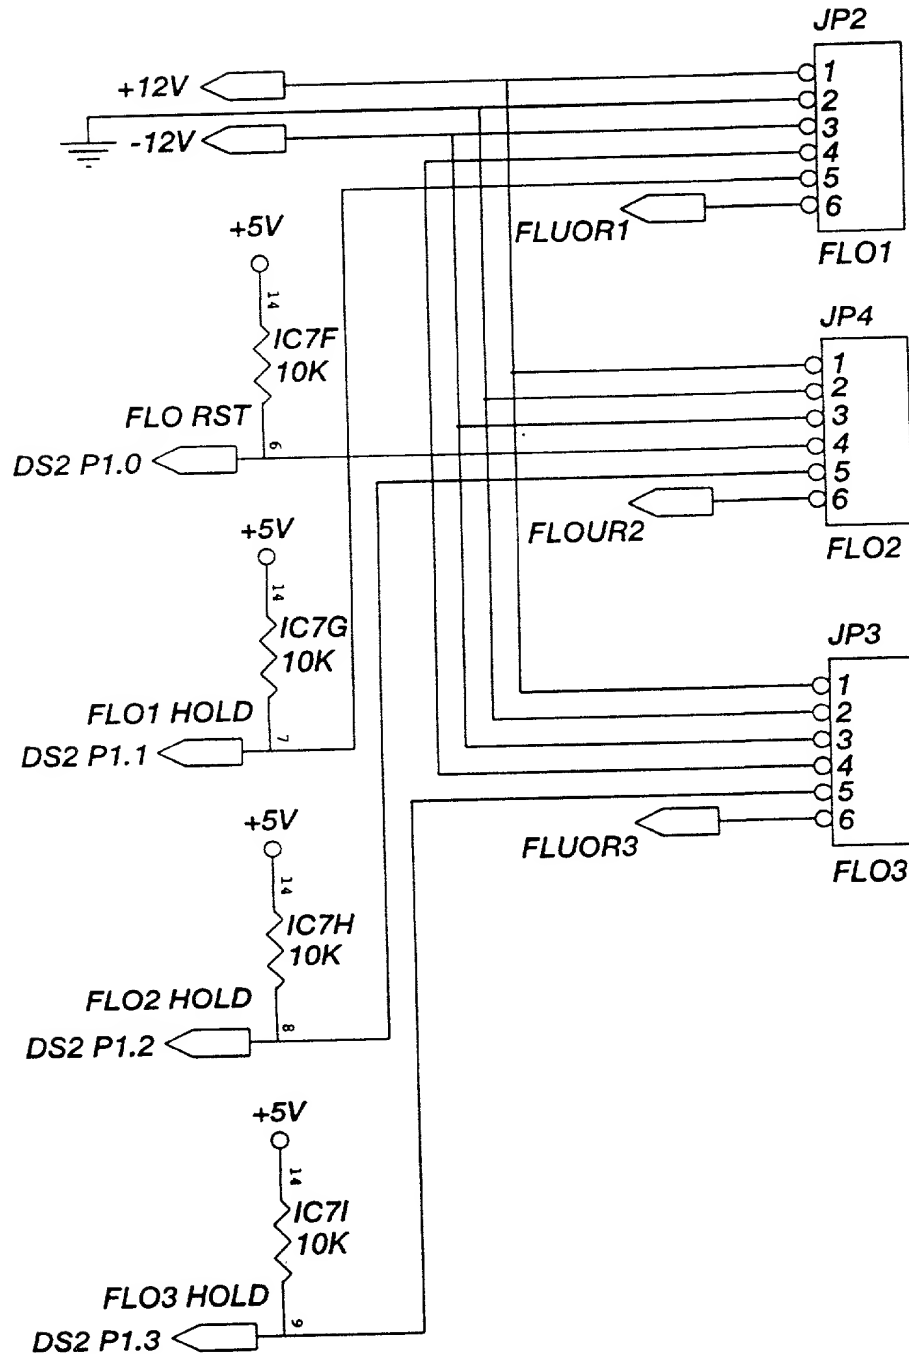 JP2
+12V
1
2
-12V
3
4
5
FLUOR1
6
FLO1
+5V
14
IC7F
10K
FLO RST
6
DS2 P1.0
JP4
1
2
3
4
5
FLOUR2
6
FLO2
+5V
14
IC7G
10K
FLO1 HOLD
7
DS2 P1.1
JP3
1
2
3
4
5
FLUOR3
6
FLO3
+5V
14
IC7H
10K
FLO2 HOLD
8
DS2 P1.2
+5V
14
IC7I
10K
FLO3 HOLD
9
DS2 P1.3